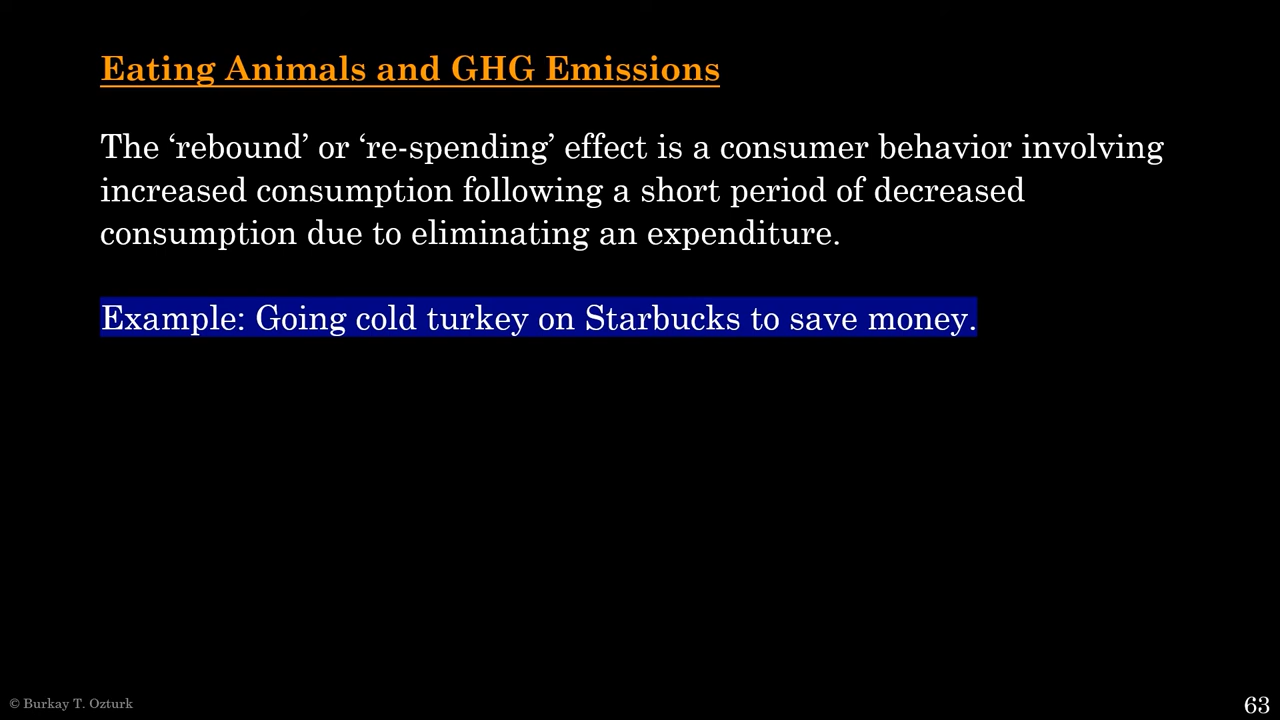 Eating Animals and GHG Emissions
The ‘rebound’ or ‘re-spending’ effect is a consumer behavior involving
increased consumption following a short period of decreased
consumption due to eliminating an expenditure.
Example: Going cold turkey on Starbucks to save money.
© Burkay T. Ozturk
63